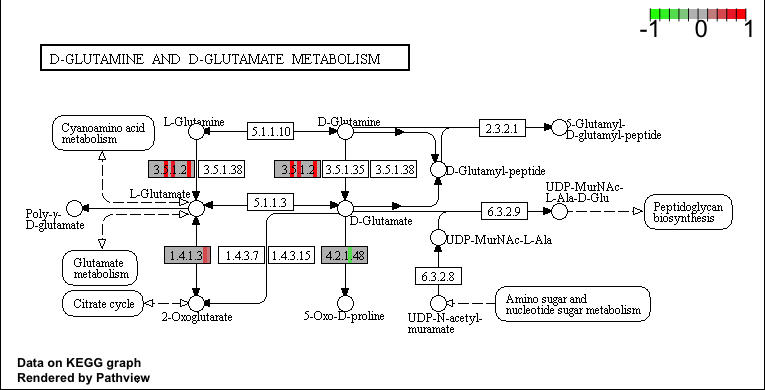 -1 0 1
D-GLUTAMINE AND D-GLUTAMATE METABOLISM
Cyanoamino acid
metabolism
L-Glutamine
5.1.1.10
D-Glutamine
2.3.2.1
5-Glutamyl-
D-glutamyl-peptide
3.5.1.2
3.5.1.38
3.5.1.2
3.5.1.35
3.5.1.38
D-Glutamyl-peptide
L-Glutamate
Poly-γ-
D-glutamate
5.1.1.3
D-Glutamate
UDP-MurNAc-
L-Ala-D-Glu
6.3.2.9
Peptidoglycan
biosynthesis
UDP-MurNAc-L-Ala
Glutamate
metabolism
1.4.1.3
1.4.3.7
1.4.3.15
4.2.1.48
6.3.2.8
Citrate cycle
2-Oxoglutarate
5-Oxo-D-proline
UDP-N-acetyl-
muramate
Amino sugar and
nucleotide sugar metabolism
Data on KEGG graph
Rendered by Pathview